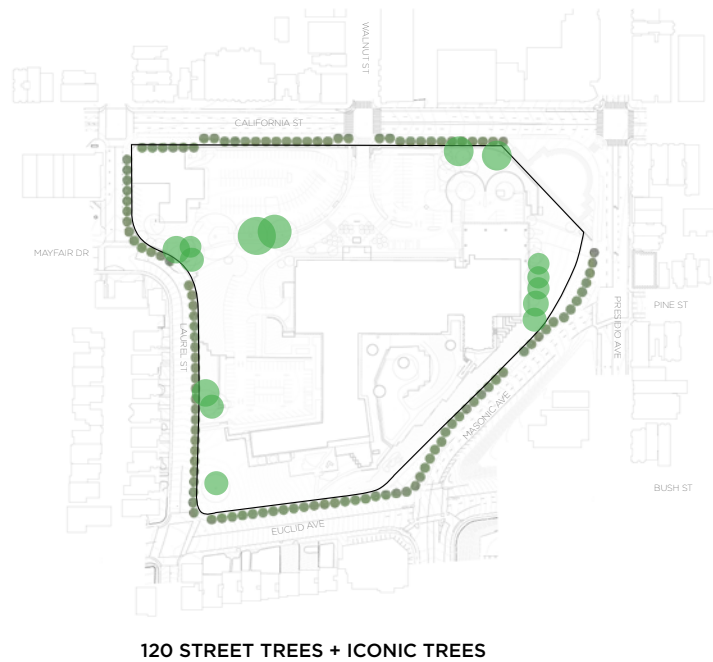 WALNUT ST
CALIFORNIA ST
MAYFAIR DR
LAUREL ST
PRESIDIO AVE
PINE ST
MASONIC AVE
BUSH ST
EUCLID AVE
120 STREET TREES + ICONIC TREES